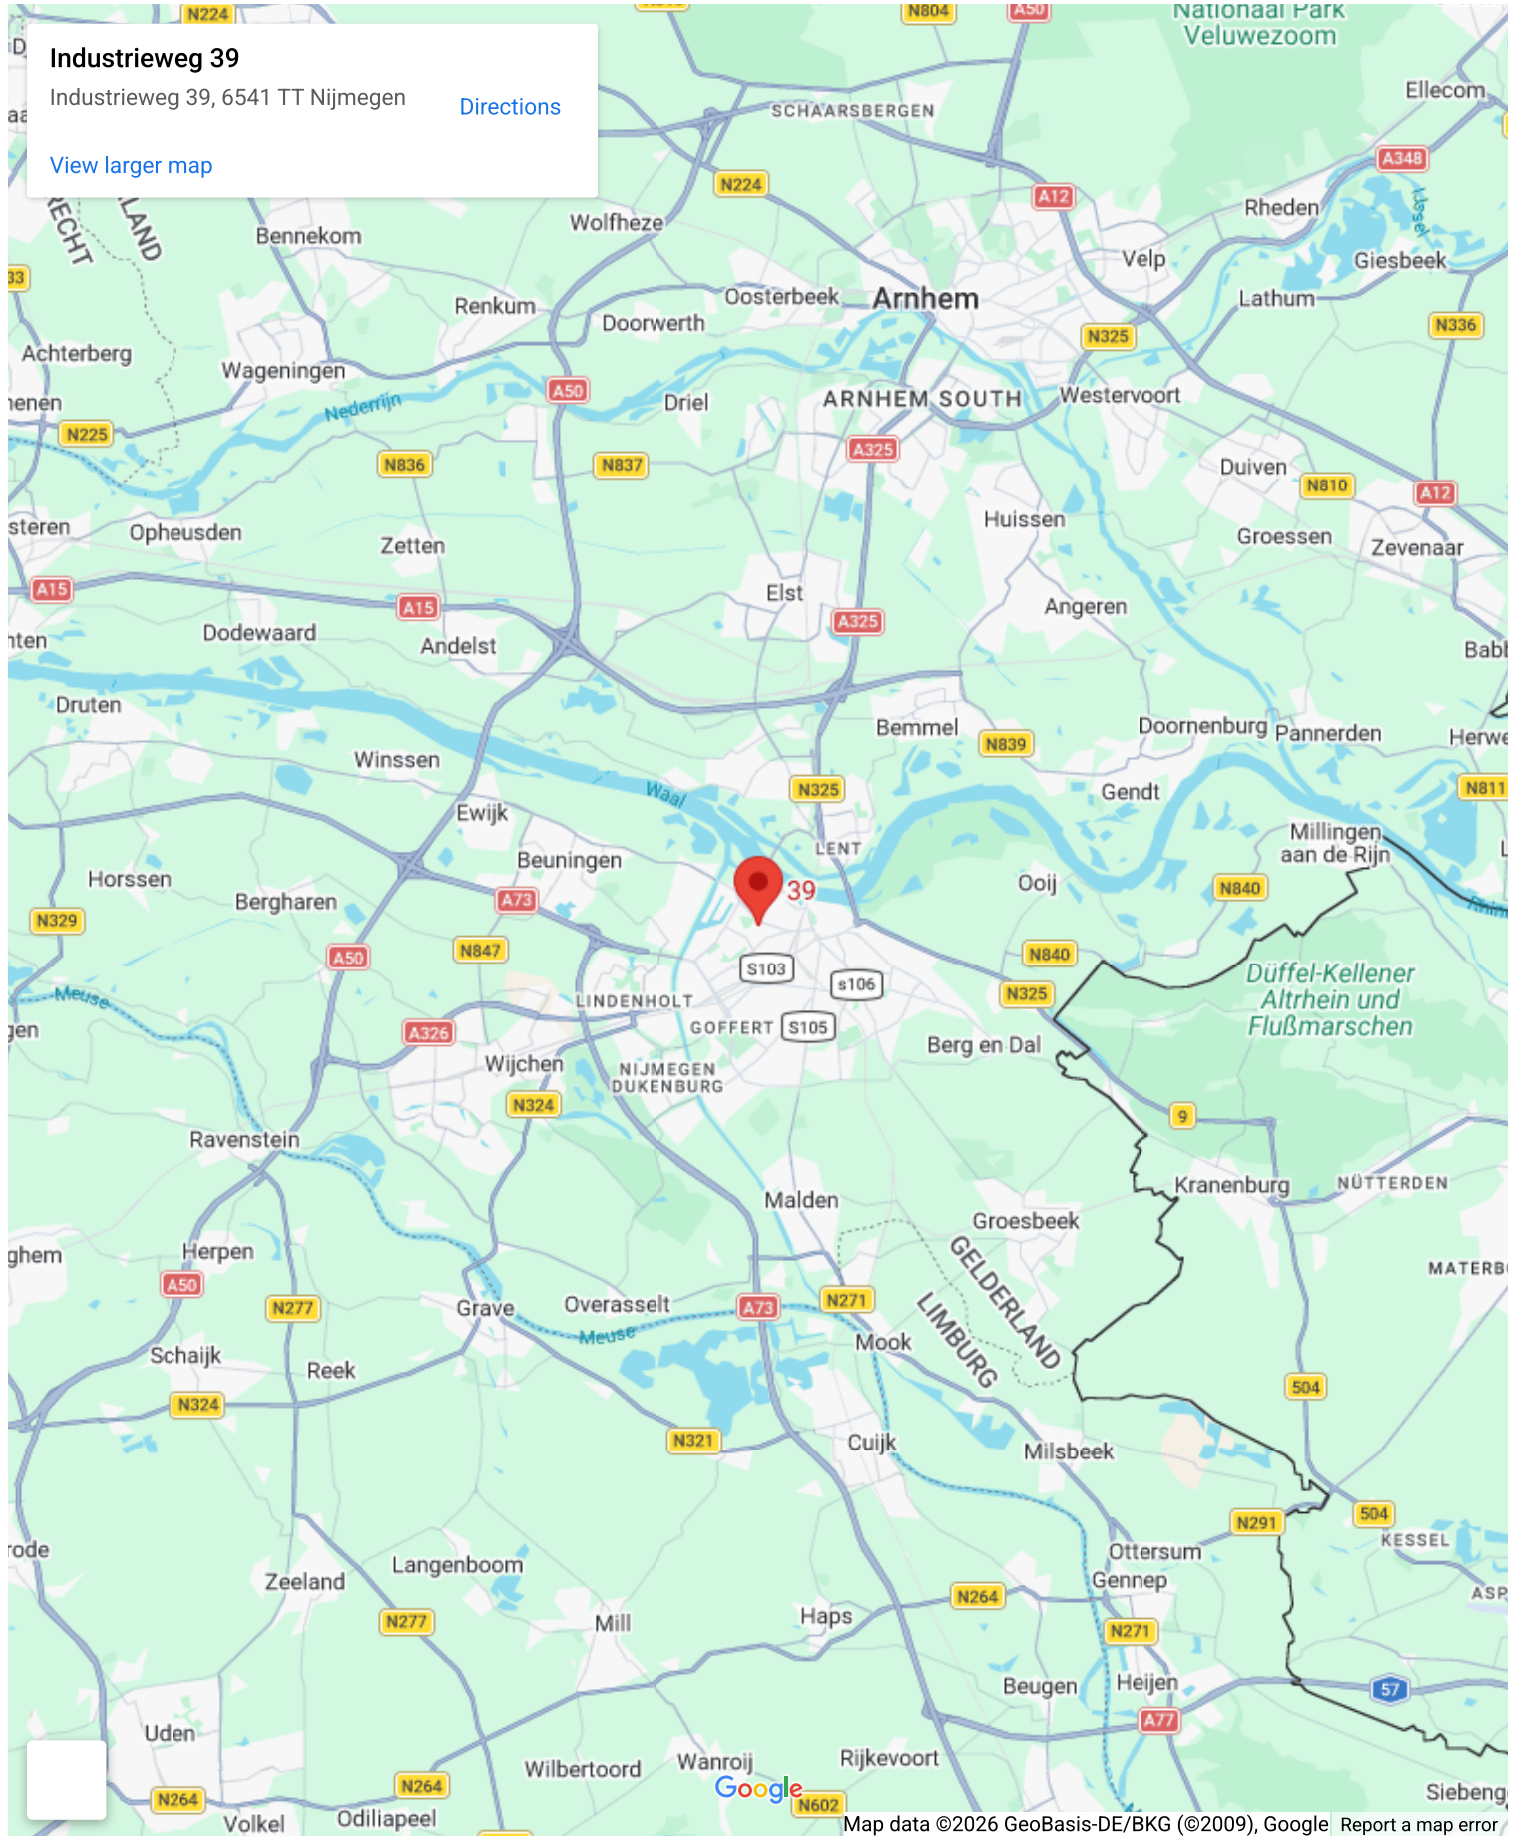 N224
N804
A50
Nationaal Park
Veluwezoom
Industrieweg 39
Industrieweg 39, 6541 TT Nijmegen
Directions
View larger map
Ellecom
SCHAARSBERGEN
A348
N224
A12
IJssel
Rheden
LAND
Wolfheze
Bennekom
Velp
Giesbeek
33
Renkum
Oosterbeek
Arnhem
Lathum
Doorwerth
N325
N336
Achterberg
Wageningen
A50
Nederrijn
Driel
ARNHEM SOUTH
Westervoort
N225
A325
N836
N837
Duiven
N810
A12
steren
Opheusden
Huissen
Zetten
Groessen
Zevenaar
A15
Elst
A15
Angeren
A325
Dodewaard
Andelst
Druten
Bemmel
Doornenburg
Pannerden
N839
Winssen
N325
Waal
Gendt
N811
Ewijk
Millingen
aan de Rijn
LENT
Beuningen
Horssen
39
Ooij
N840
Bergharen
A73
N329
N847
A50
N840
S103
Düffel-Kellener
Altrhein und
Flußmarschen
s106
Meuse
N325
LINDENHOLT
GOFFERT
S105
A326
Berg en Dal
Wijchen
NIJMEGEN
DUKENBURG
N324
9
Ravenstein
Kranenburg
NÜTTERDEN
Malden
Groesbeek
Herpen
GELDERLAND
LIMBURG
A50
N277
Grave
Overasselt
A73
N271
Meuse
Mook
Schaijk
Reek
504
N324
N321
Cuijk
Milsbeek
504
N291
KESSEL
Ottersum
Langenboom
Gennep
Zeeland
N264
N277
Mill
Haps
N271
Beugen
Heijen
57
A77
Uden
Rijkevoort
Wanroij
Wilbertoord
N264
Google
N264
N602
Odiliapeel
Volkel
Map data ©2026 GeoBasis-DE/BKG (©2009), Google
Report a map error